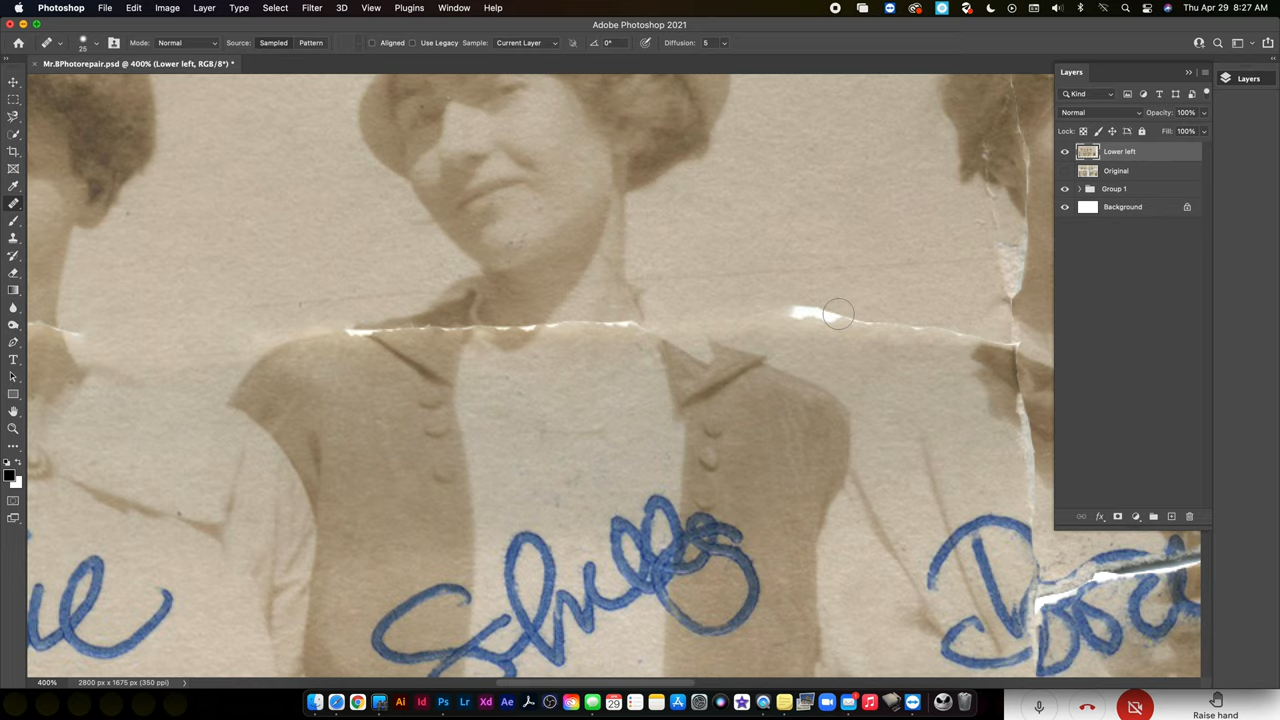 Photoshop File Edit Image Layer Type Select Filter 3D View Plugins Window Help Thu Apr 29 8:27 AM
Adobe Photoshop 2021
25 Mode: Normal Source: Sampled Pattern Aligned Use Legacy Sample: Current Layer 0° Diffusion: 5
× Mr.BPhotorepair.psd @ 400% (Lower left, RGB/8*) *
Layers
Layers
Kind
Normal Opacity: 100%
Lock: Fill: 100%
Lower left
Original
Group 1
Background
400% 2800 px x 1675 px (350 ppi)
Raise hand